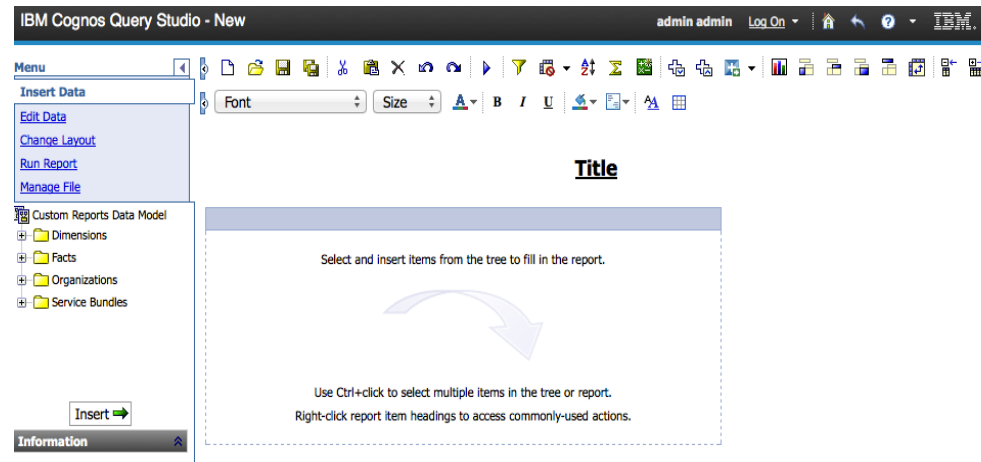 IBM Cognos Query Studio - New
admin admin Log On IBM.
Menu
Insert Data
Edit Data
Change Layout
Run Report
Manage File
Font Size A B I U A A
Title
Custom Reports Data Model
Dimensions
Facts
Organizations
Service Bundles
Select and insert items from the tree to fill in the report.
Use Ctrl+click to select multiple items in the tree or report.
Right-click report item headings to access commonly-used actions.
Insert
Information